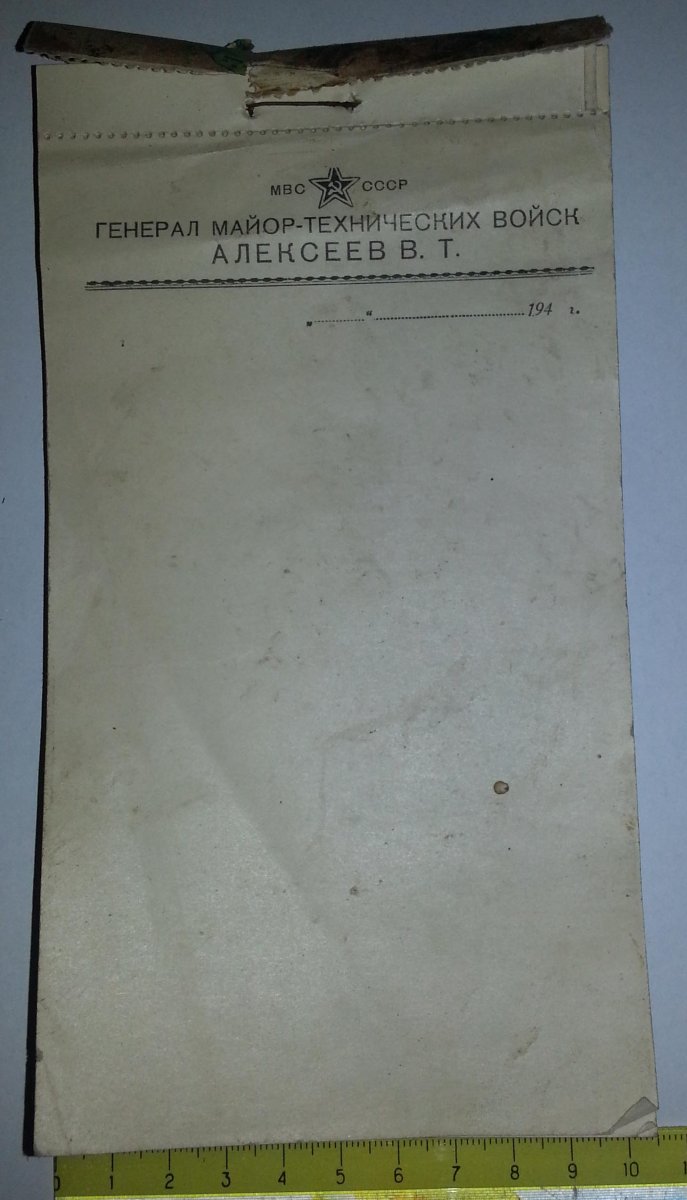 МВС СССР
ГЕНЕРАЛ МАЙОР-ТЕХНИЧЕСКИХ ВОЙСК
АЛЕКСЕЕВ В. Т.
„ “ 194 г.
0 1 2 3 4 5 6 7 8 9 10